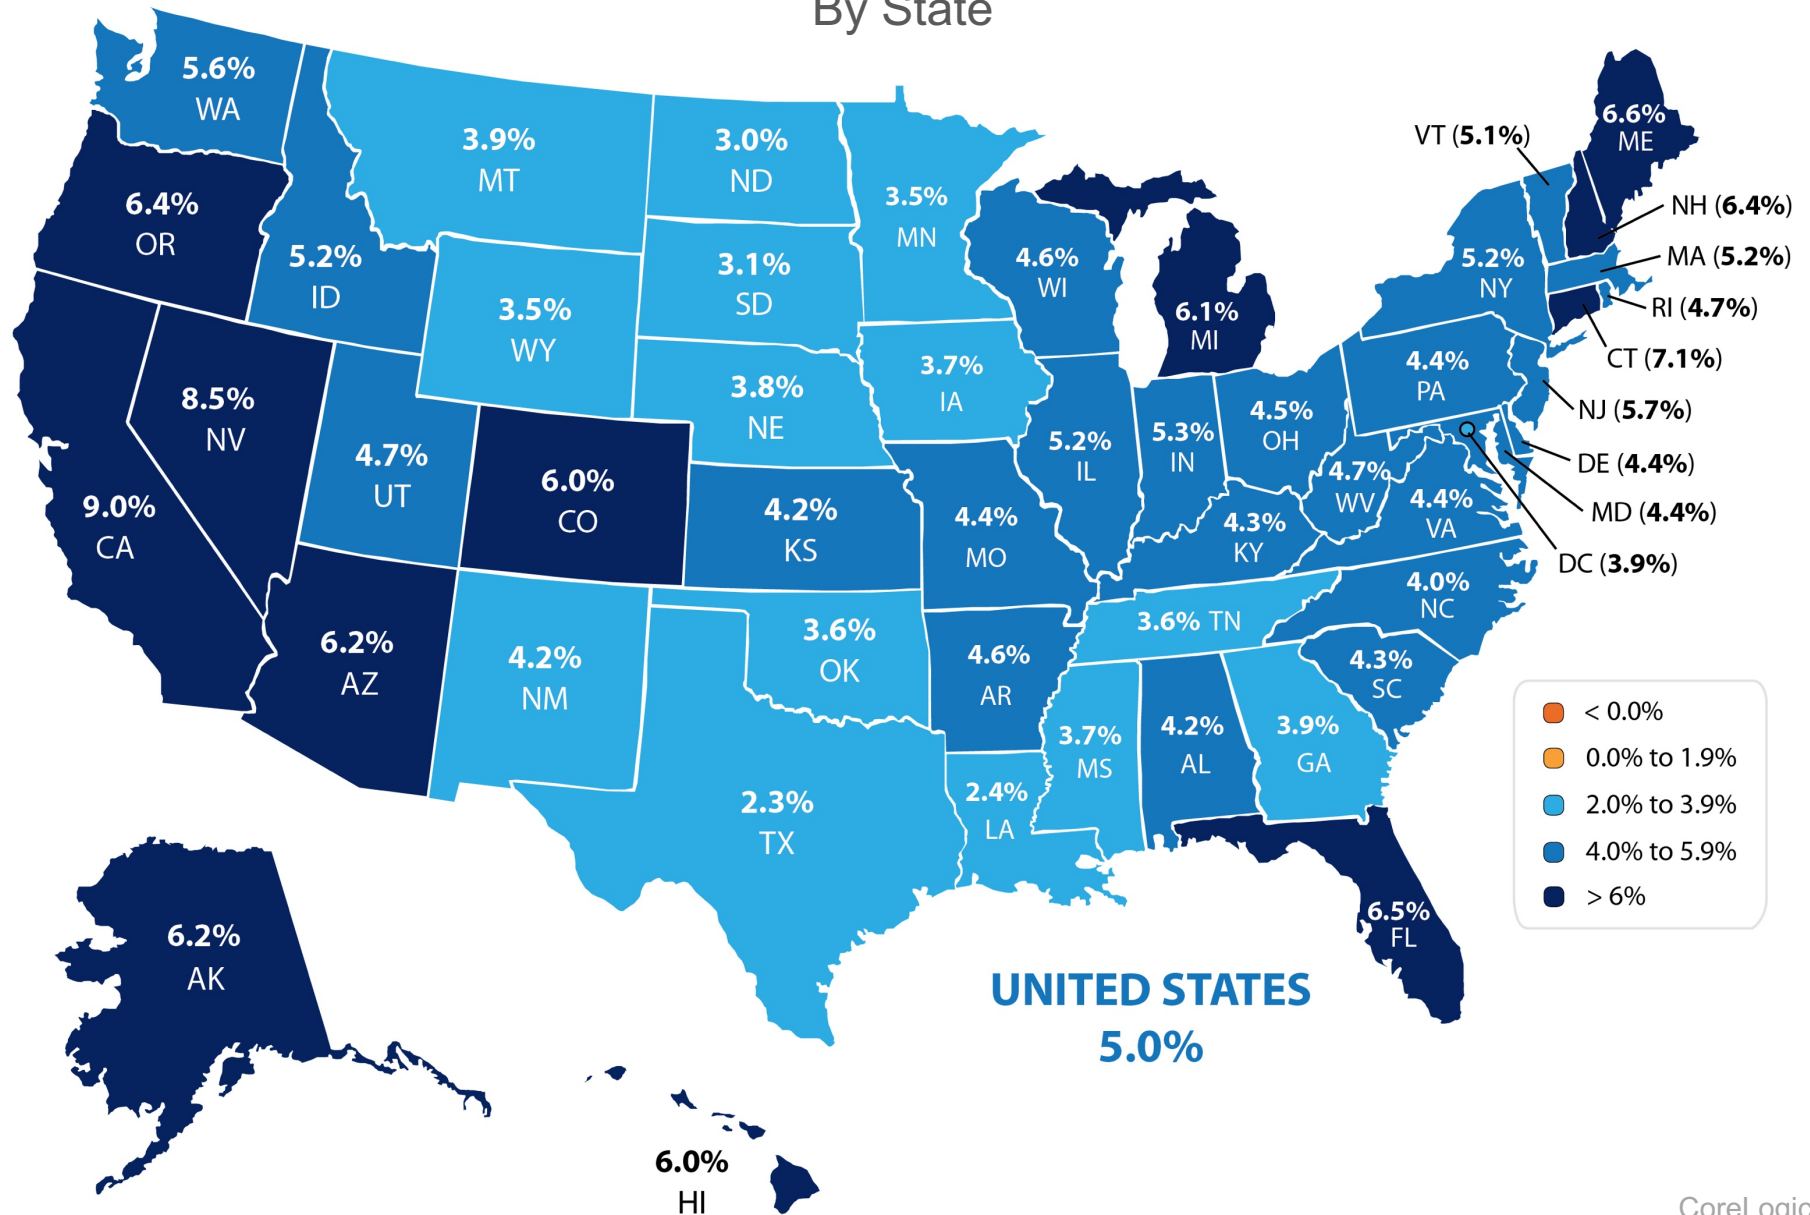 By State
5.6%
WA
6.4%
OR
5.2%
ID
3.9%
MT
3.0%
ND
3.5%
MN
3.1%
SD
3.5%
WY
4.6%
WI
6.1%
MI
VT (5.1%)
6.6%
ME
NH (6.4%)
MA (5.2%)
RI (4.7%)
CT (7.1%)
NJ (5.7%)
DE (4.4%)
MD (4.4%)
DC (3.9%)
5.2%
NY
4.4%
PA
8.5%
NV
9.0%
CA
4.7%
UT
6.0%
CO
3.8%
NE
3.7%
IA
5.2%
IL
5.3%
IN
4.5%
OH
4.7%
WV
4.4%
VA
4.2%
KS
4.4%
MO
4.3%
KY
4.0%
NC
3.6% TN
6.2%
AZ
4.2%
NM
3.6%
OK
4.6%
AR
4.3%
SC
3.7%
MS
4.2%
AL
3.9%
GA
2.3%
TX
2.4%
LA
6.5%
FL
6.2%
AK
6.0%
HI
UNITED STATES
5.0%
< 0.0%
0.0% to 1.9%
2.0% to 3.9%
4.0% to 5.9%
> 6%
CoreLogic